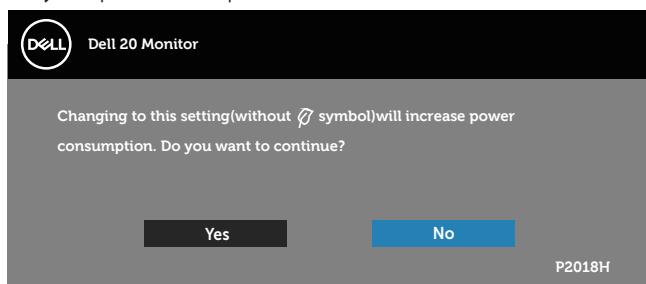 DELL Dell 20 Monitor
Changing to this setting(without symbol)will increase power
consumption. Do you want to continue?
Yes No
P2018H